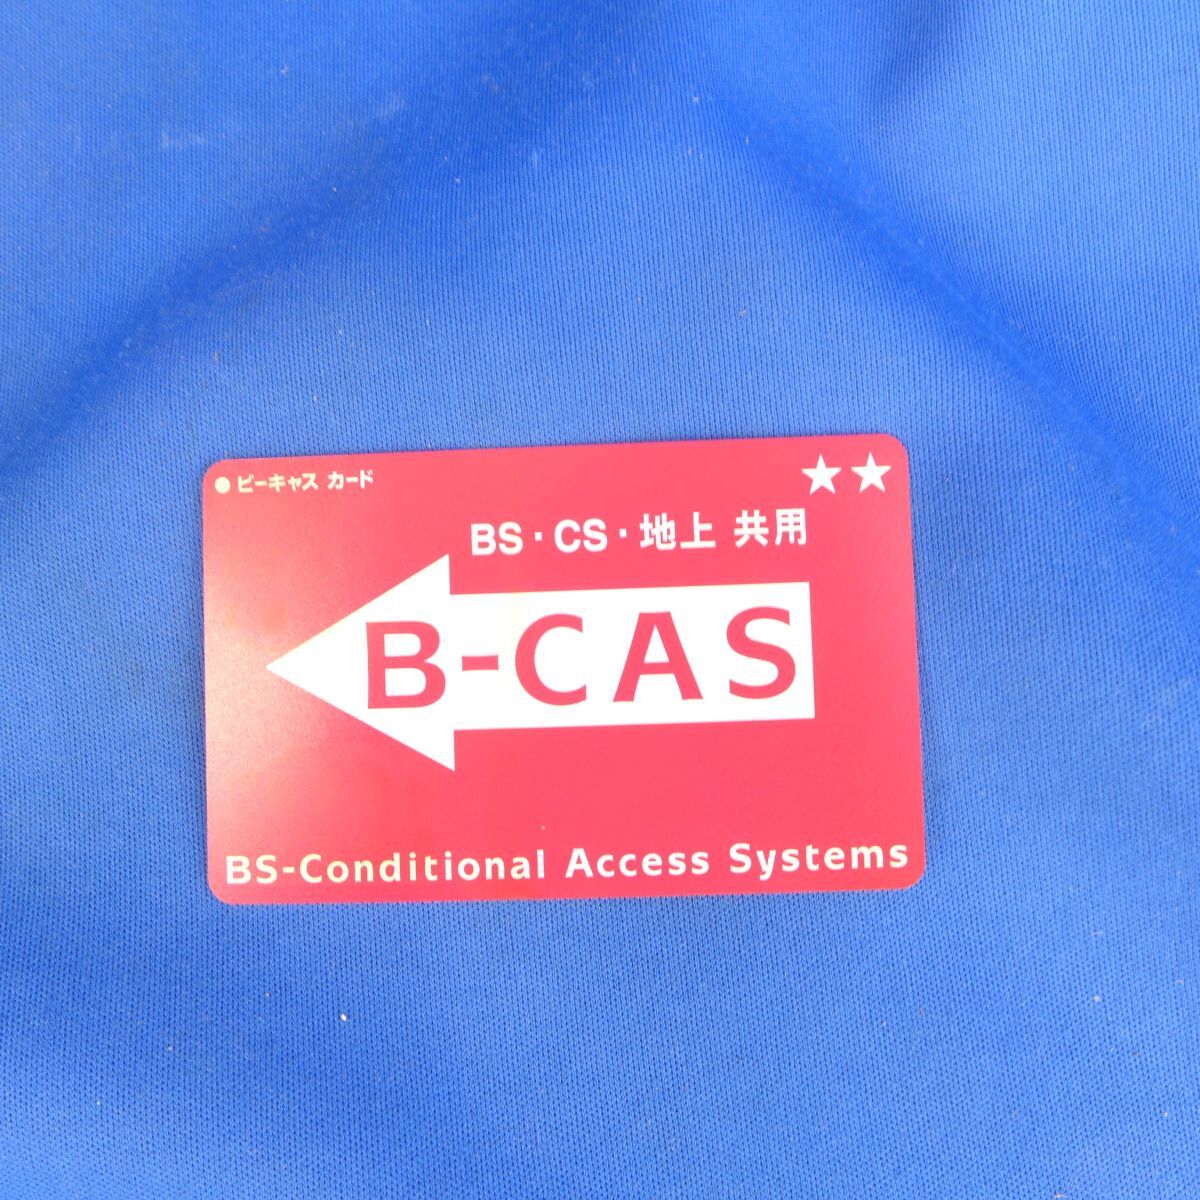 ●ビーキャス カード
★★
BS・CS・地上 共用
B-CAS
BS-Conditional Access Systems